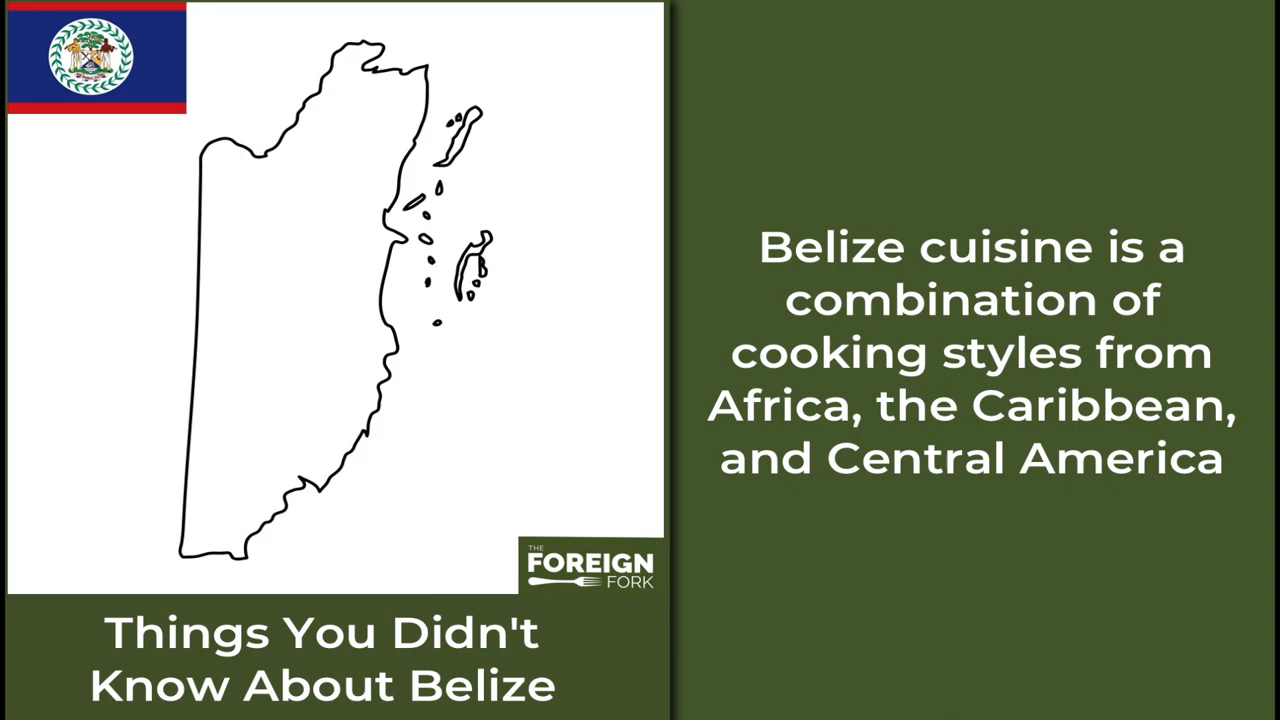 THE
FOREIGN
FORK
Things You Didn't
Know About Belize
Belize cuisine is a
combination of
cooking styles from
Africa, the Caribbean,
and Central America